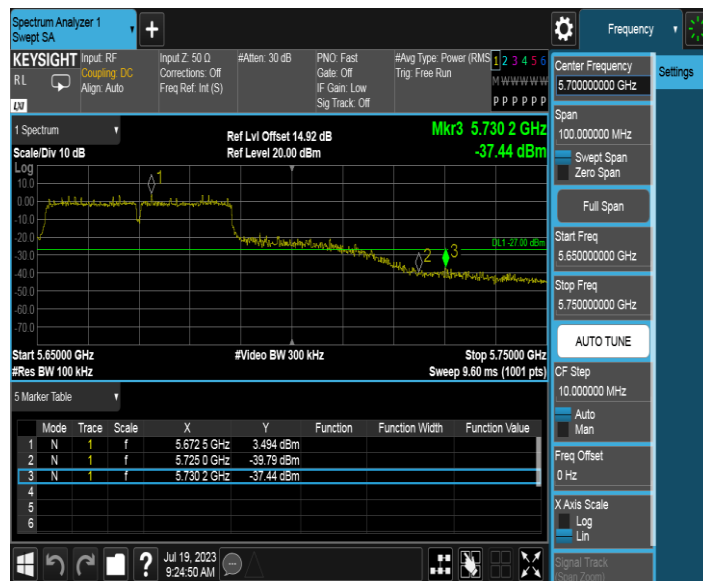 Spectrum Analyzer 1
Swept SA
Frequency
KEYSIGHT
RL
LXI
Input: RF
Coupling: DC
Align: Auto
Input Z: 50 Ω
Corrections: Off
Freq Ref: Int (S)
#Atten: 30 dB
PNO: Fast
Gate: Off
IF Gain: Low
Sig Track: Off
#Avg Type: Power (RMS
Trig: Free Run
1 2 3 4 5 6
M W W W W W
P P P P P P
1 Spectrum
Scale/Div 10 dB
Ref Lvl Offset 14.92 dB
Ref Level 20.00 dBm
Mkr3 5.730 2 GHz
-37.44 dBm
Log
10.0
0.00
-10.0
-20.0
-30.0
-40.0
-50.0
-60.0
-70.0
1
2
3
DL1 -27.00 dBm
Start 5.65000 GHz
#Res BW 100 kHz
#Video BW 300 kHz
Stop 5.75000 GHz
Sweep 9.60 ms (1001 pts)
5 Marker Table
Mode Trace Scale X Y Function Function Width Function Value
1 N 1 f 5.672 5 GHz 3.494 dBm
2 N 1 f 5.725 0 GHz -39.79 dBm
3 N 1 f 5.730 2 GHz -37.44 dBm
4
5
6
Jul 19, 2023
9:24:50 AM
Center Frequency
5.700000000 GHz
Settings
Span
100.000000 MHz
Swept Span
Zero Span
Full Span
Start Freq
5.650000000 GHz
Stop Freq
5.750000000 GHz
AUTO TUNE
CF Step
10.000000 MHz
Auto
Man
Freq Offset
0 Hz
X Axis Scale
Log
Lin
Signal Track
(Span Zoom)